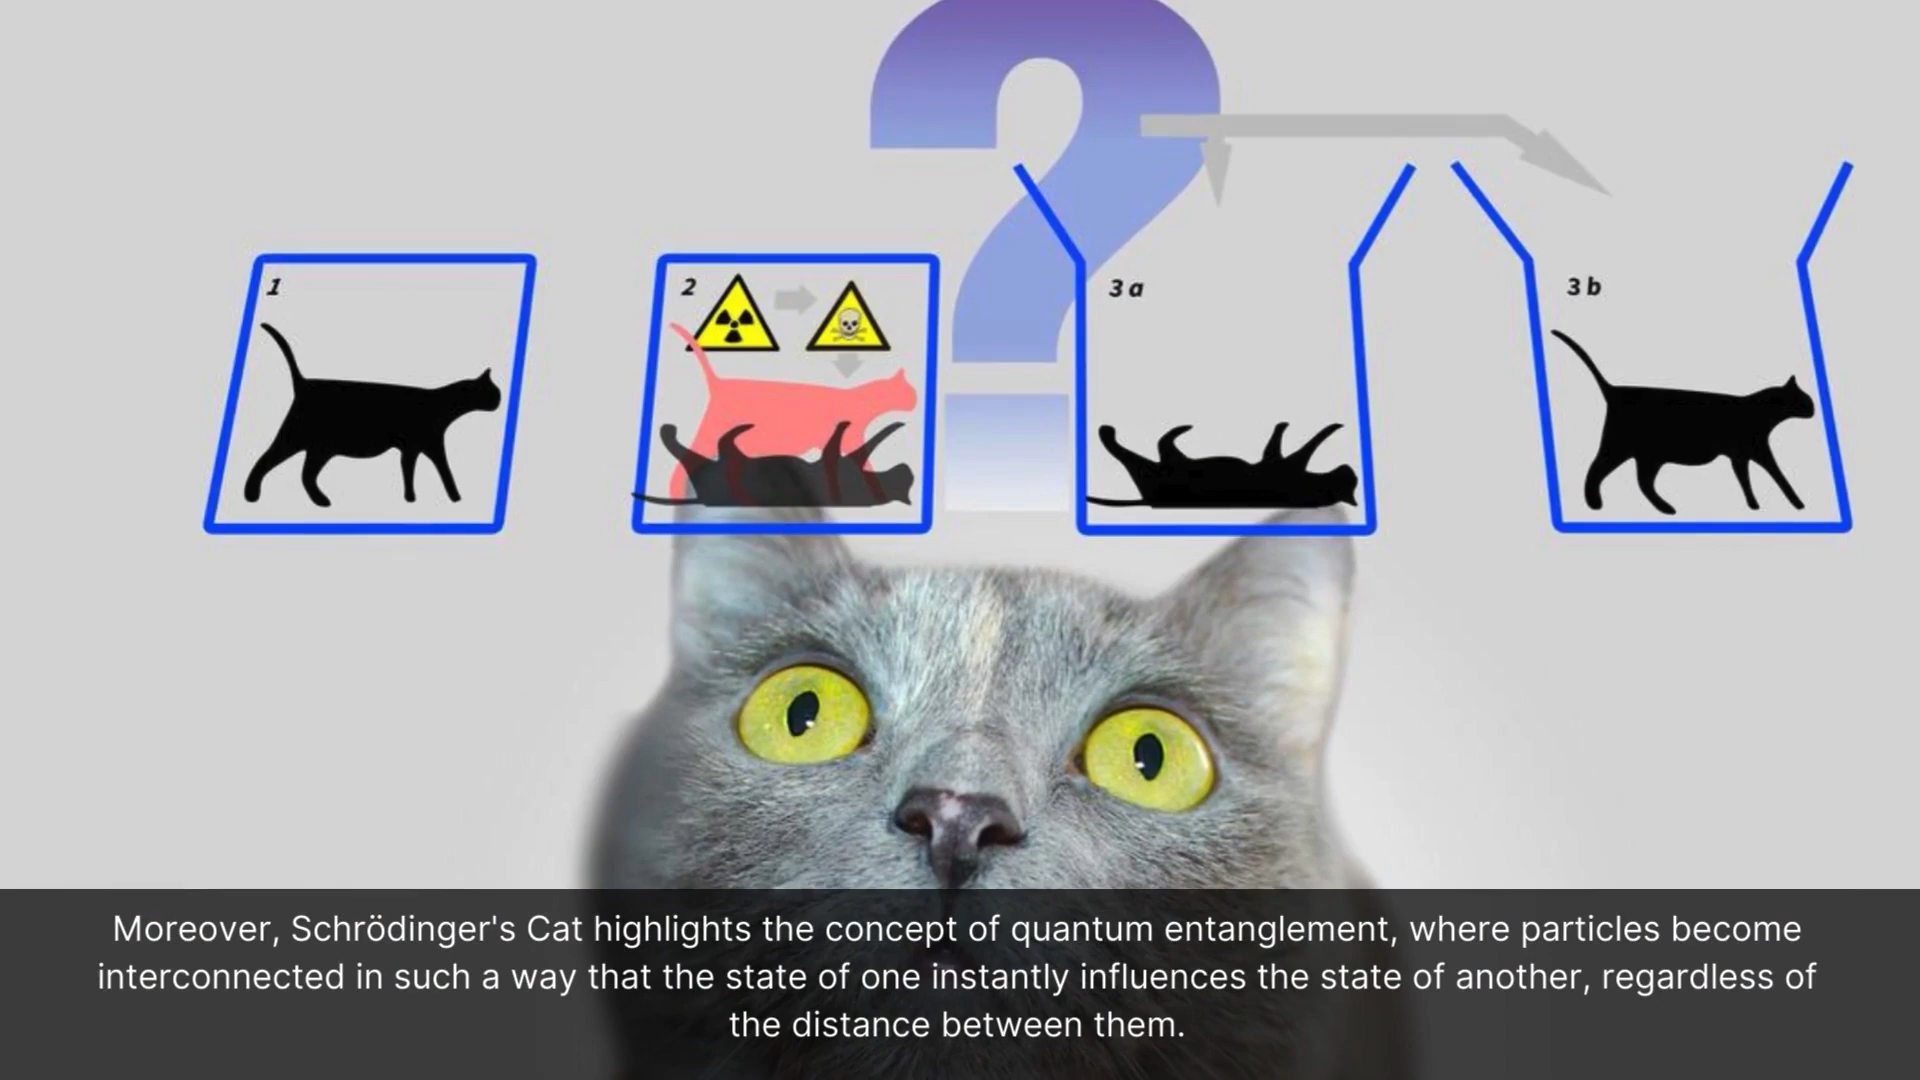 1
2
3 a
3 b
Moreover, Schrödinger's Cat highlights the concept of quantum entanglement, where particles become
interconnected in such a way that the state of one instantly influences the state of another, regardless of
the distance between them.